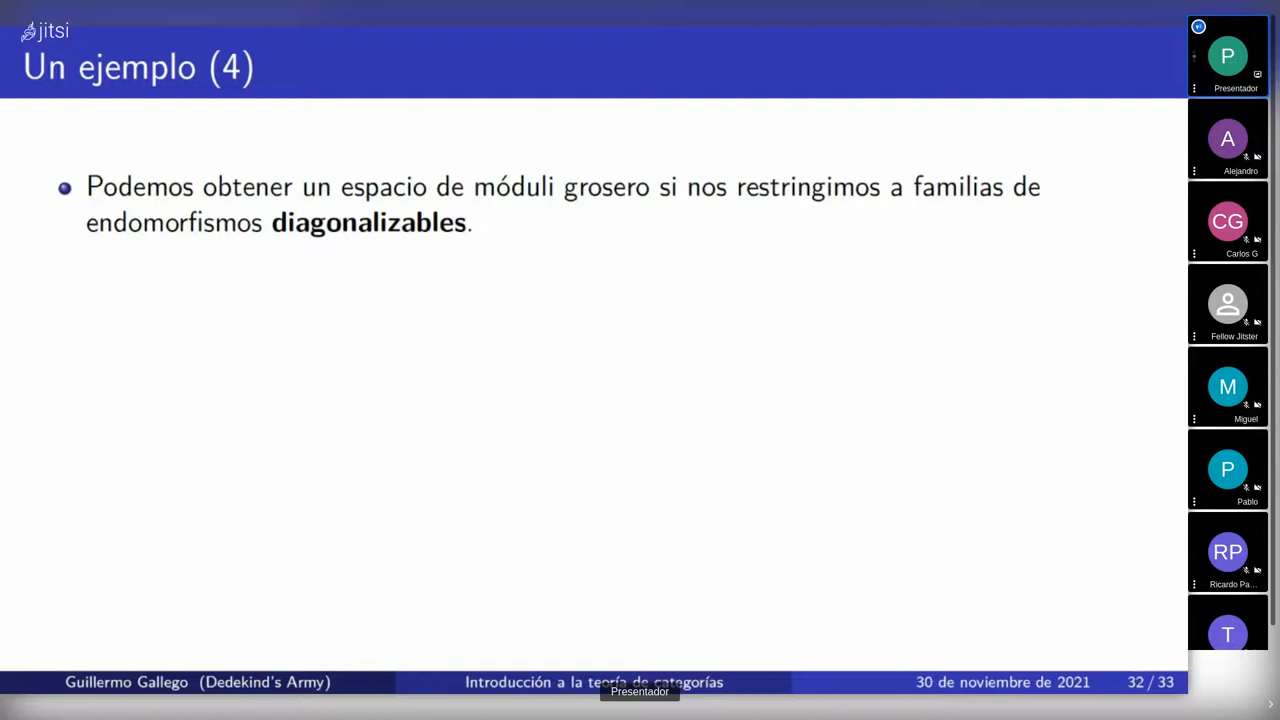 jitsi
Un ejemplo (4)
Podemos obtener un espacio de móduli grosero si nos restringimos a familias de
endomorfismos diagonalizables.
Guillermo Gallego (Dedekind's Army)
Introducción a la teoría de categorías
30 de noviembre de 2021
32 / 33
Presentador
P
Presentador
A
Alejandro
CG
Carlos G
Fellow Jitster
M
Miguel
P
Pablo
RP
Ricardo Pa...
T